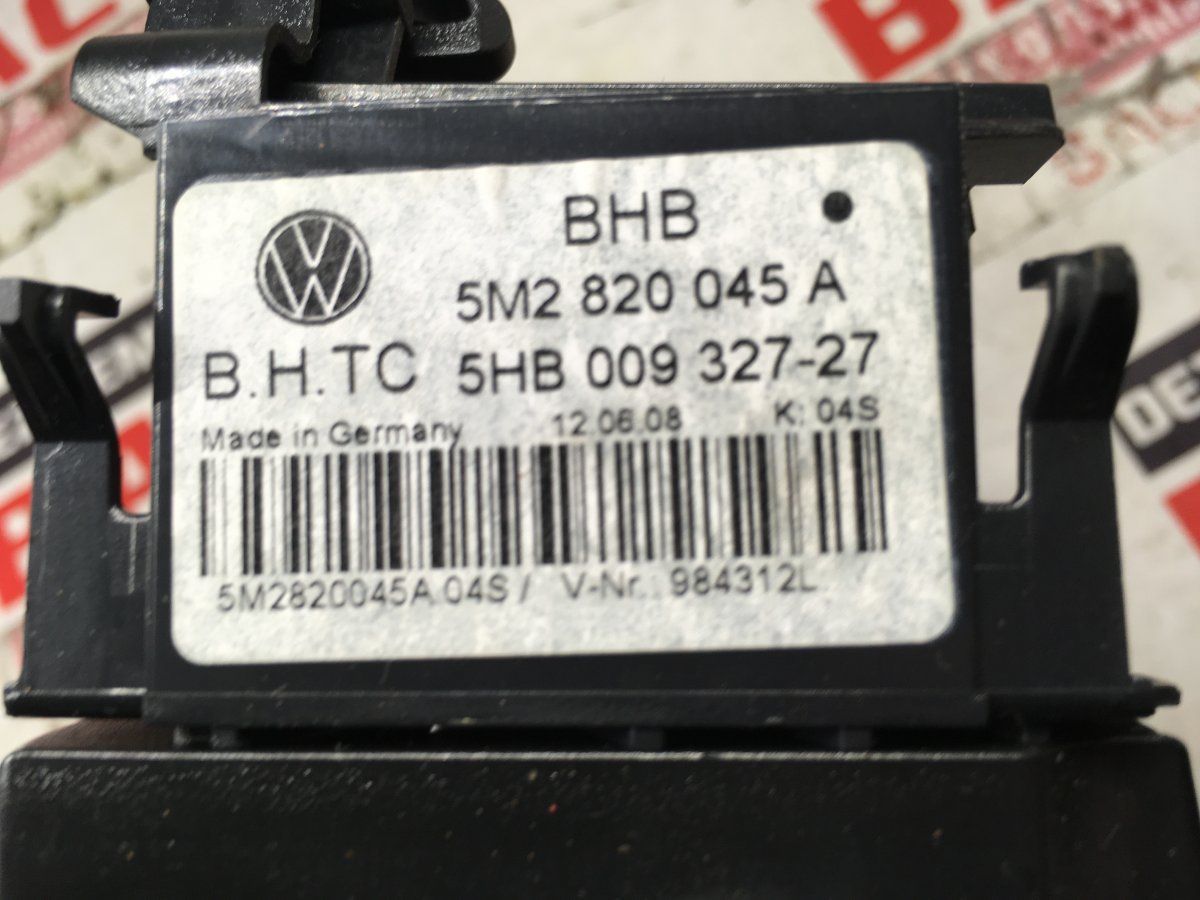 BHB
5M2 820 045 A
B.H.TC 5HB 009 327-27
Made in Germany 12.06.08 K: 04S
5M2820045A.04S / V-Nr.: 984312L